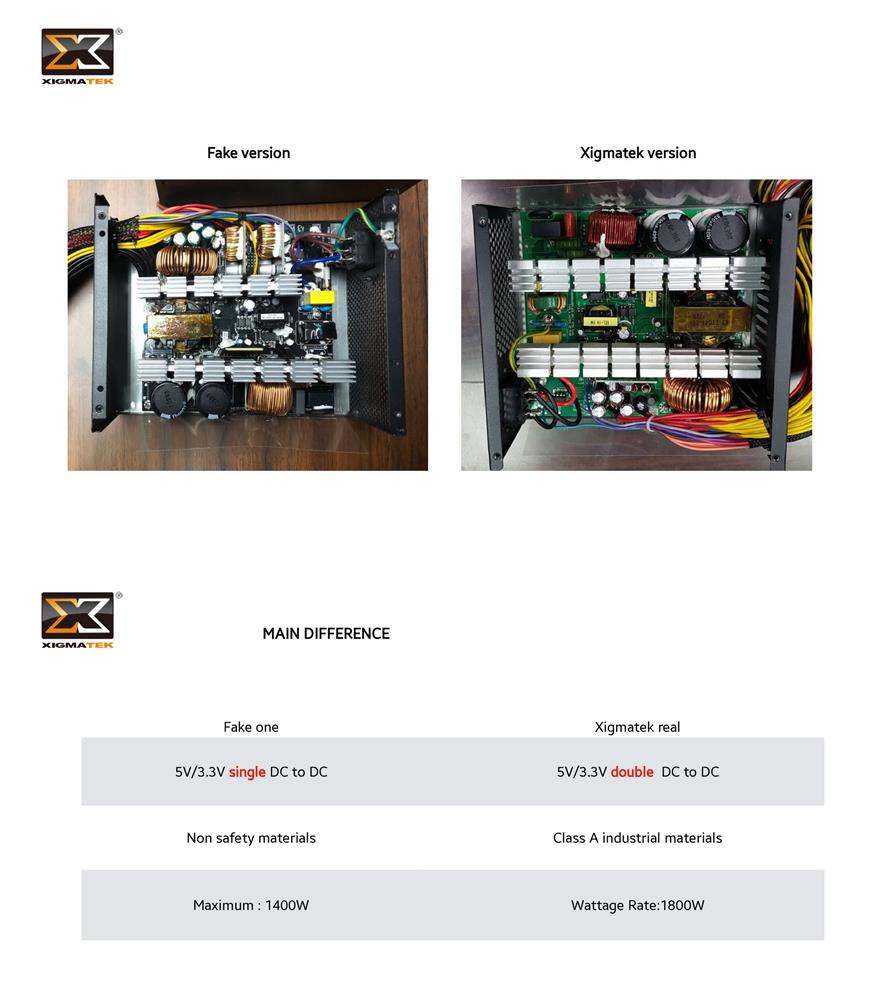 XIGMATEK®
Fake version
Xigmatek version
XIGMATEK®
MAIN DIFFERENCE
Fake one
Xigmatek real
5V/3.3V single DC to DC
5V/3.3V double DC to DC
Non safety materials
Class A industrial materials
Maximum : 1400W
Wattage Rate:1800W